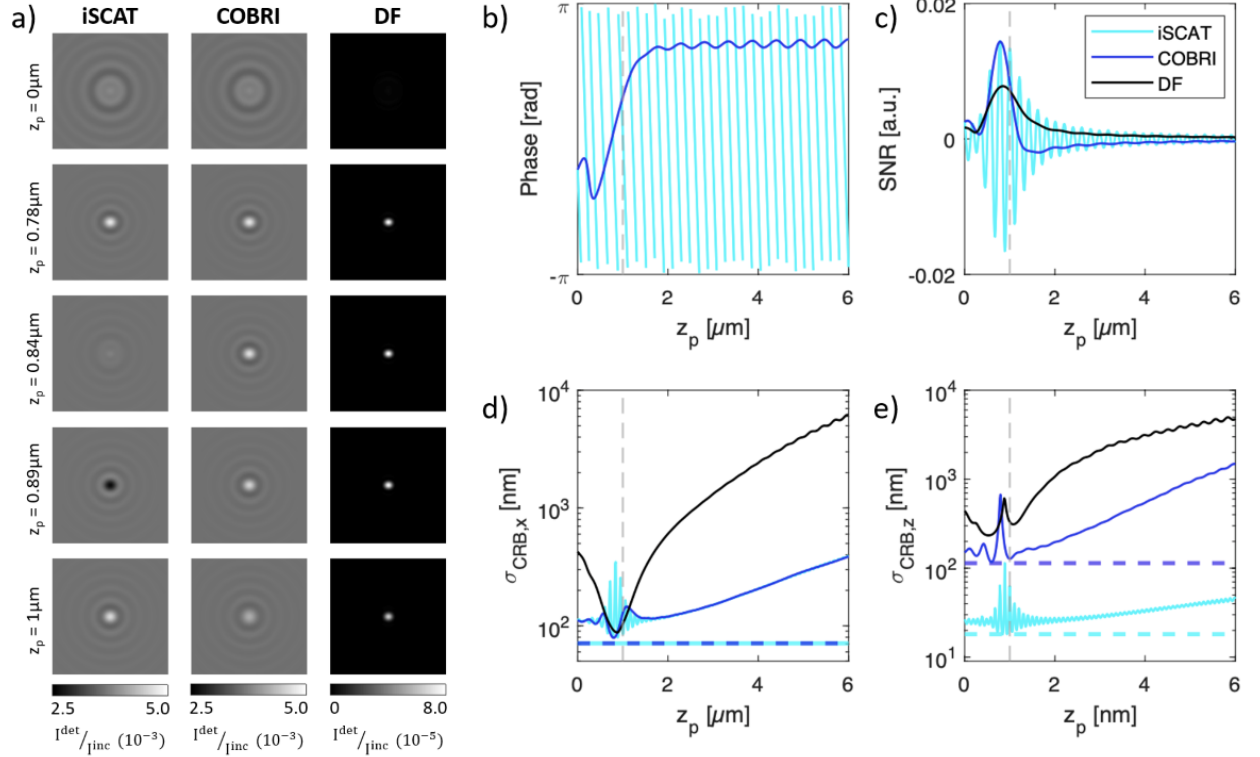 a)
iSCAT COBRI DF
z_p = 0μm
z_p = 0.78μm
z_p = 0.84μm
z_p = 0.89μm
z_p = 1μm
2.5 5.0 2.5 5.0 0 8.0
I^det/I^inc (10^-3) I^det/I^inc (10^-3) I^det/I^inc (10^-5)
b)
π
Phase [rad]
-π
0 2 4 6
z_p [μm]
c)
0.02
0
-0.02
SNR [a.u.]
iSCAT
COBRI
DF
0 2 4 6
z_p [μm]
d)
10^4
10^3
10^2
σ_CRB,x [nm]
0 2 4 6
z_p [μm]
e)
10^4
10^3
10^2
10^1
σ_CRB,z [nm]
0 2 4 6
z_p [nm]